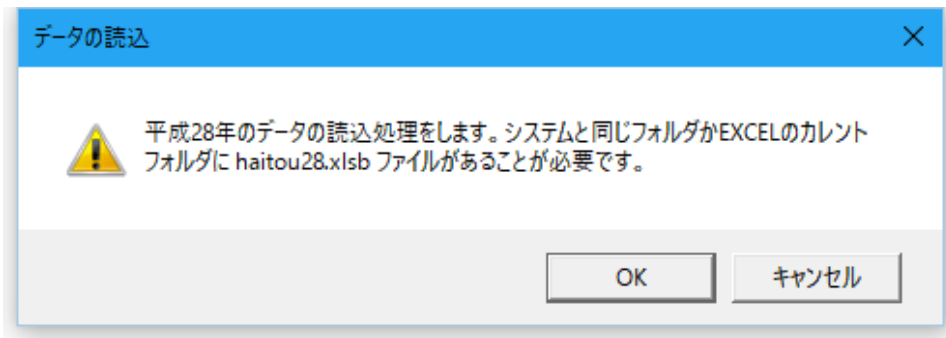 データの読込
平成28年のデータの読込処理をします。システムと同じフォルダかEXCELのカレント
フォルダに haitou28.xlsb ファイルがあることが必要です。
OK
キャンセル